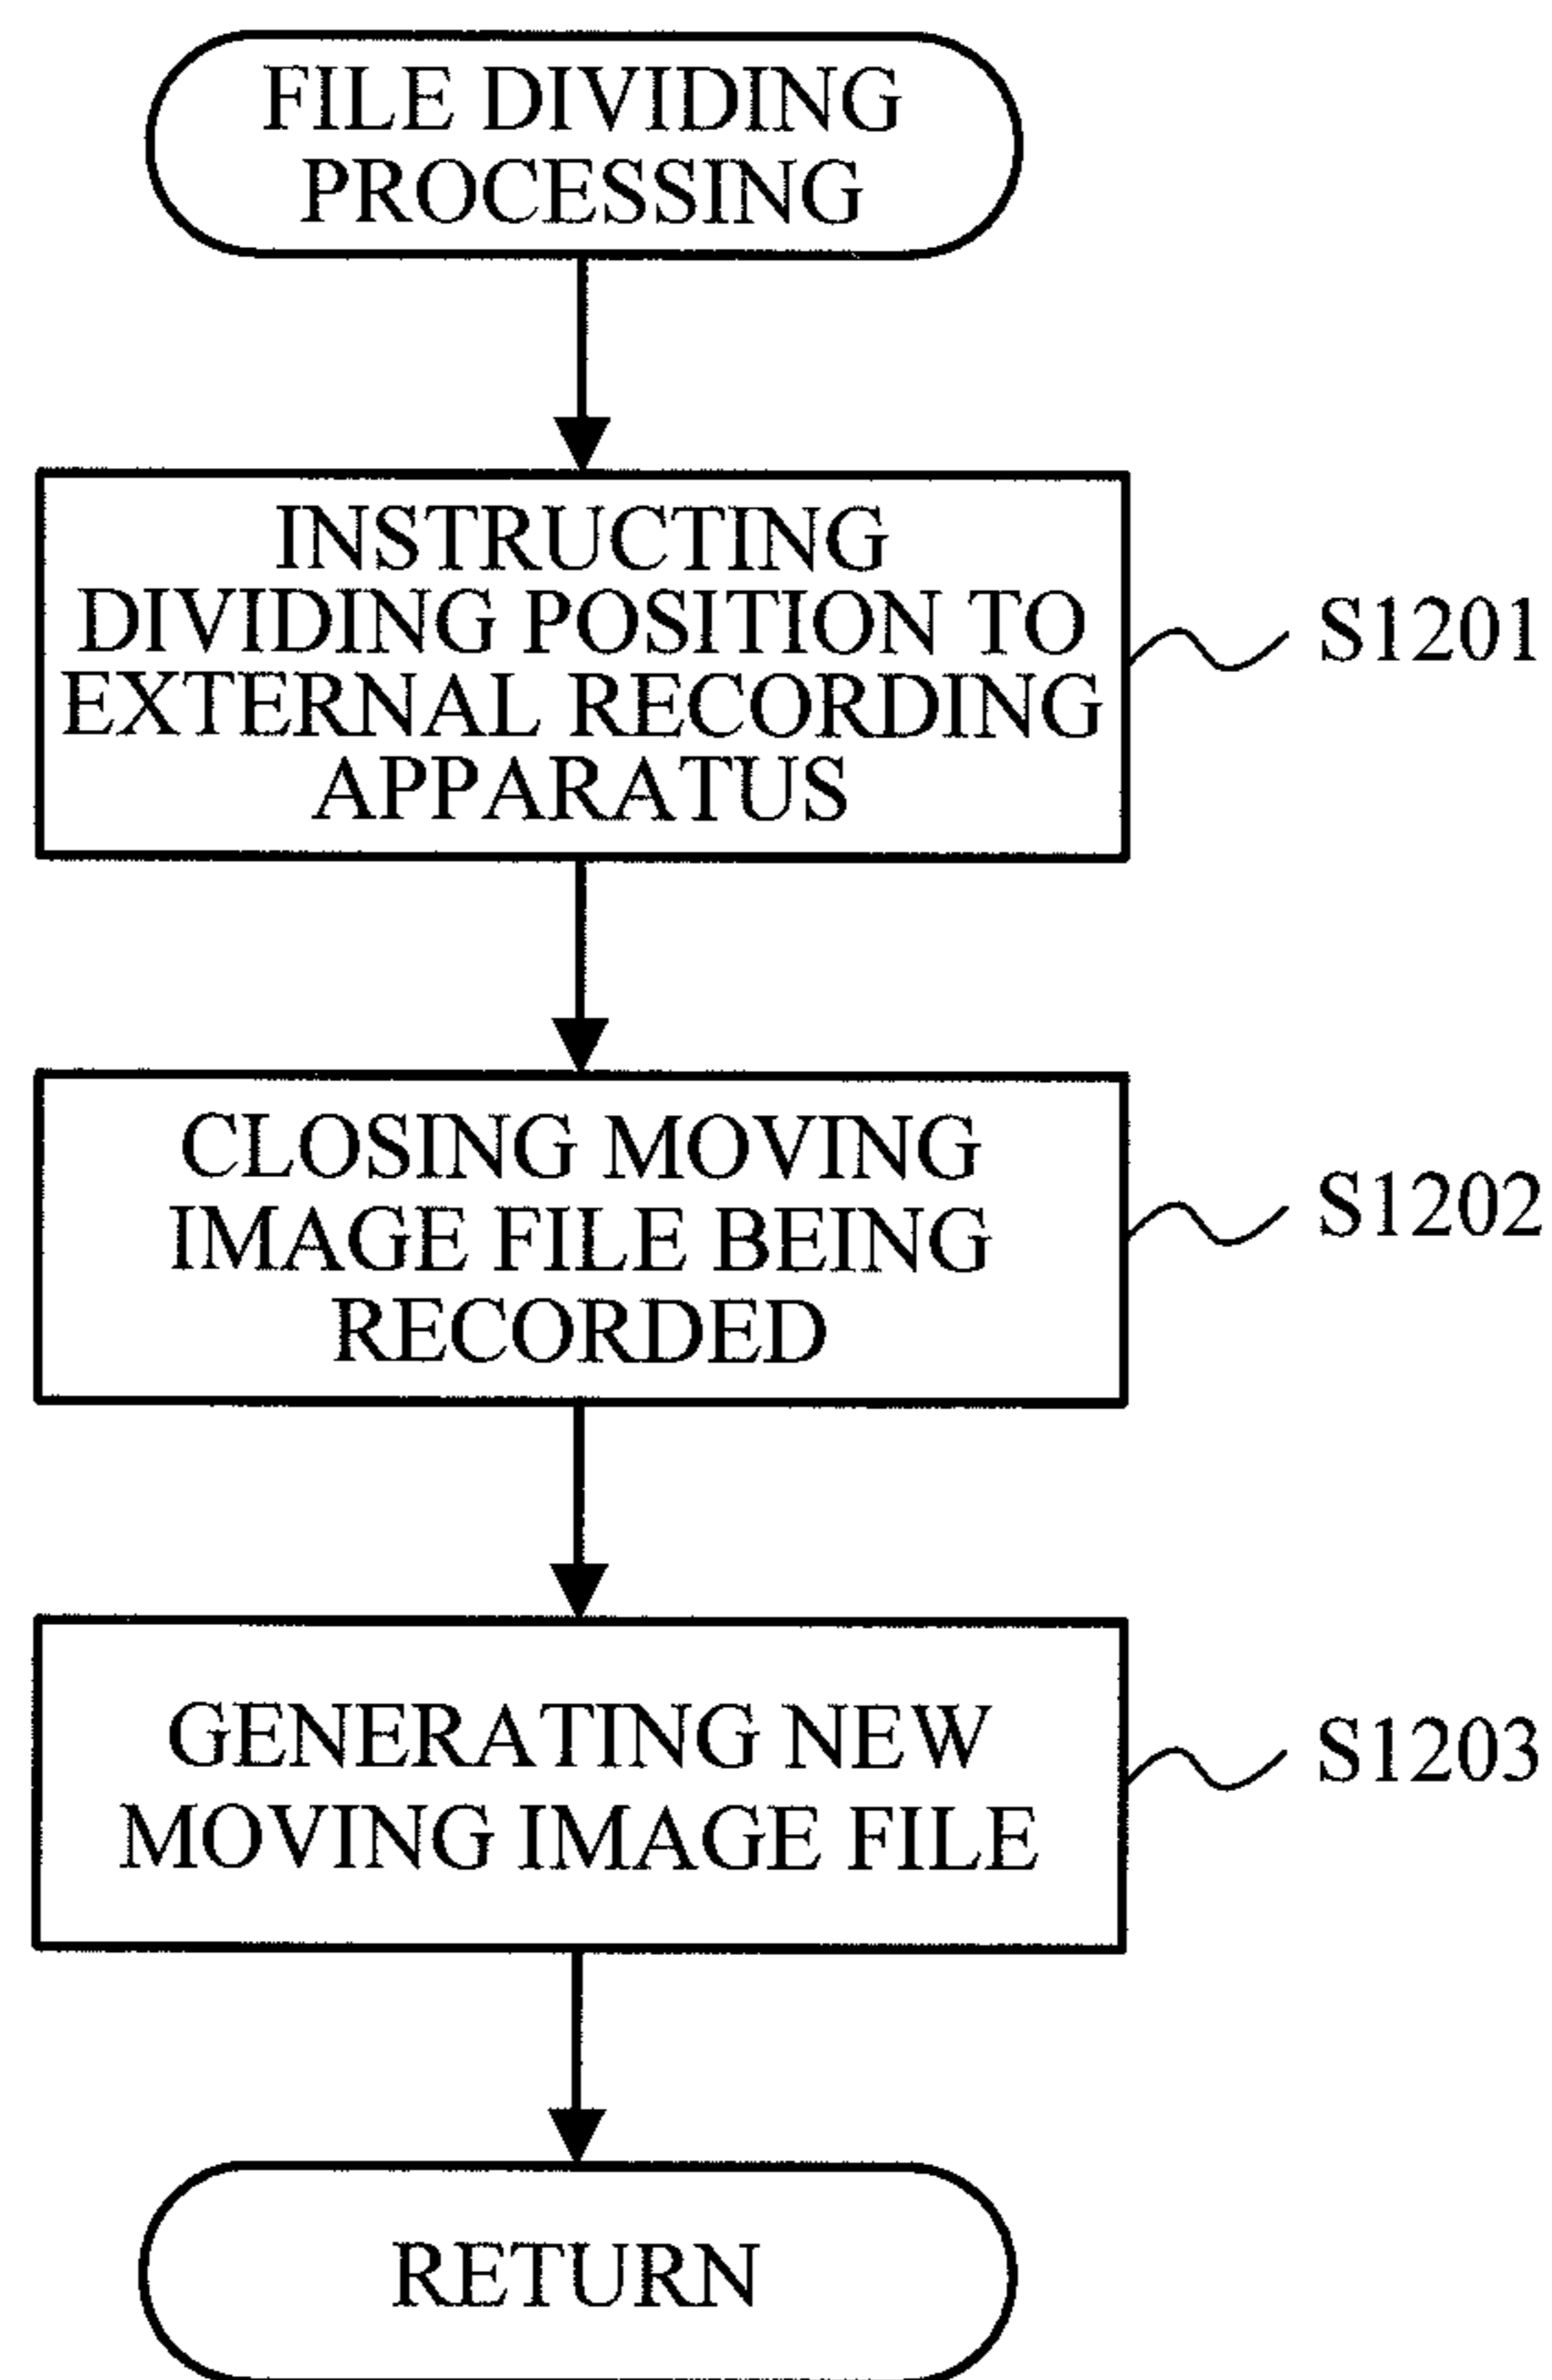 FILE DIVIDING
PROCESSING
INSTRUCTING
DIVIDING POSITION TO
EXTERNAL RECORDING
APPARATUS
S1201
CLOSING MOVING
IMAGE FILE BEING
RECORDED
S1202
GENERATING NEW
MOVING IMAGE FILE
S1203
RETURN